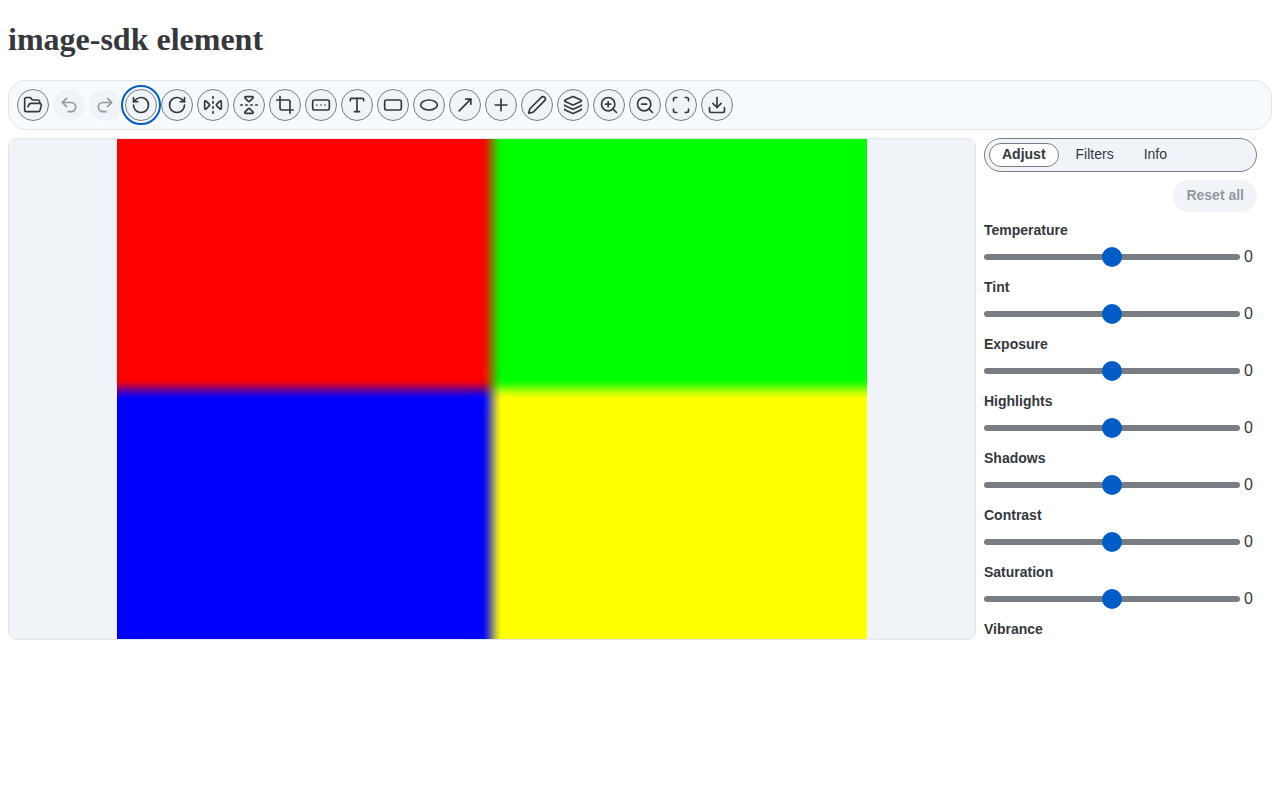 image-sdk element
Adjust Filters Info
Reset all
Temperature
0
Tint
0
Exposure
0
Highlights
0
Shadows
0
Contrast
0
Saturation
0
Vibrance